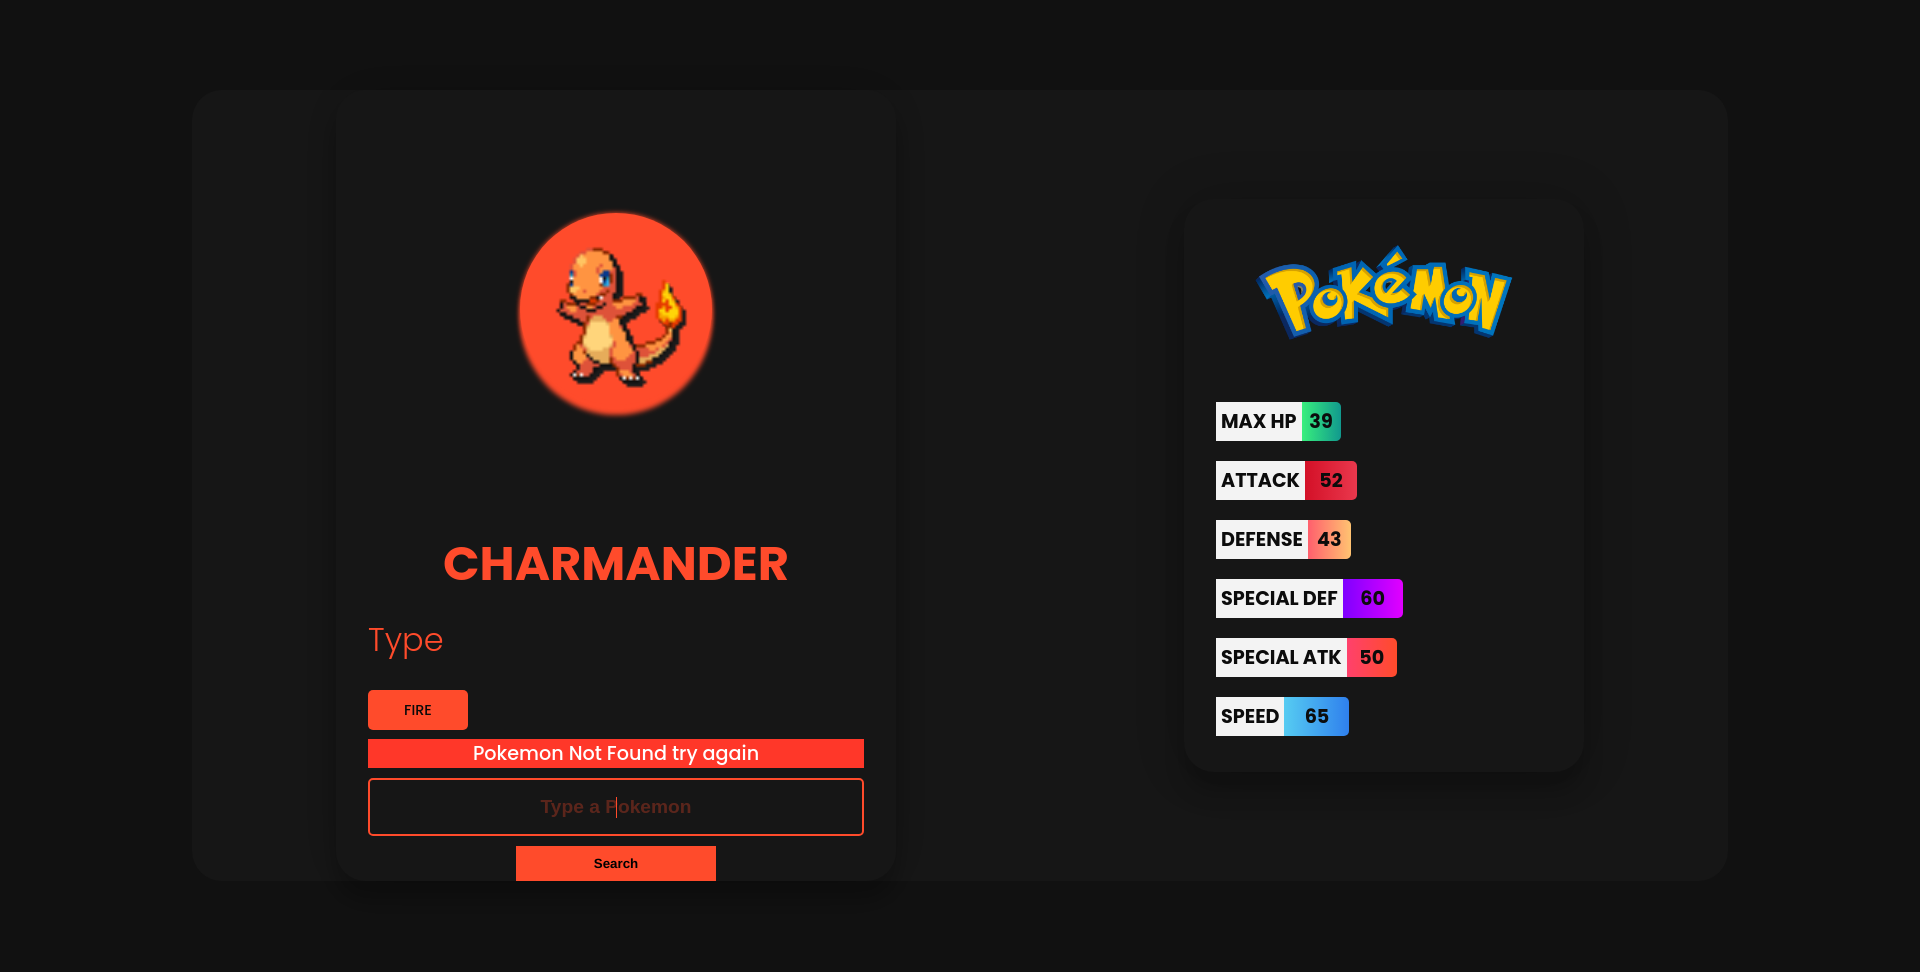 CHARMANDER
Type
FIRE
Pokemon Not Found try again
Type a Pokemon
Search
POKéMON
MAX HP 39
ATTACK 52
DEFENSE 43
SPECIAL DEF 60
SPECIAL ATK 50
SPEED 65